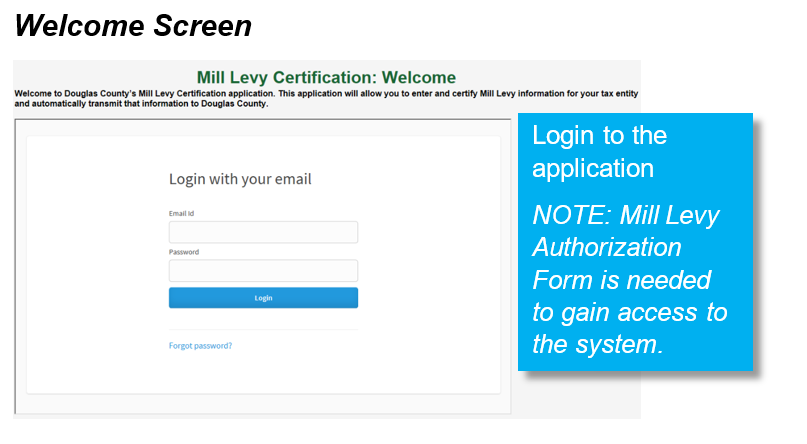 Welcome Screen
Mill Levy Certification: Welcome
Welcome to Douglas County's Mill Levy Certification application. This application will allow you to enter and certify Mill Levy information for your tax entity
and automatically transmit that information to Douglas County.
Login with your email
Email Id
Password
Login
Forgot password?
Login to the
application
NOTE: Mill Levy
Authorization
Form is needed
to gain access to
the system.